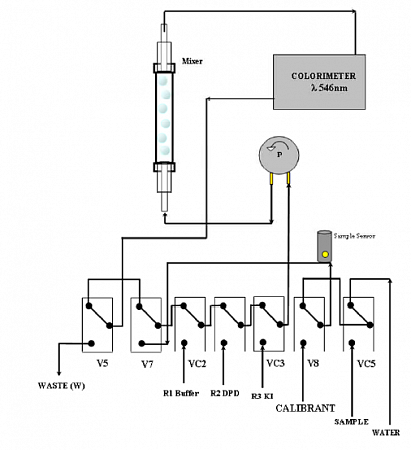 Mixer
COLORIMETER
λ 546nm
P
Sample Sensor
V5
V7
VC2
VC3
V8
VC5
WASTE (W)
R1 Buffer
R2 DPD
R3 KI
CALIBRANT
SAMPLE
WATER